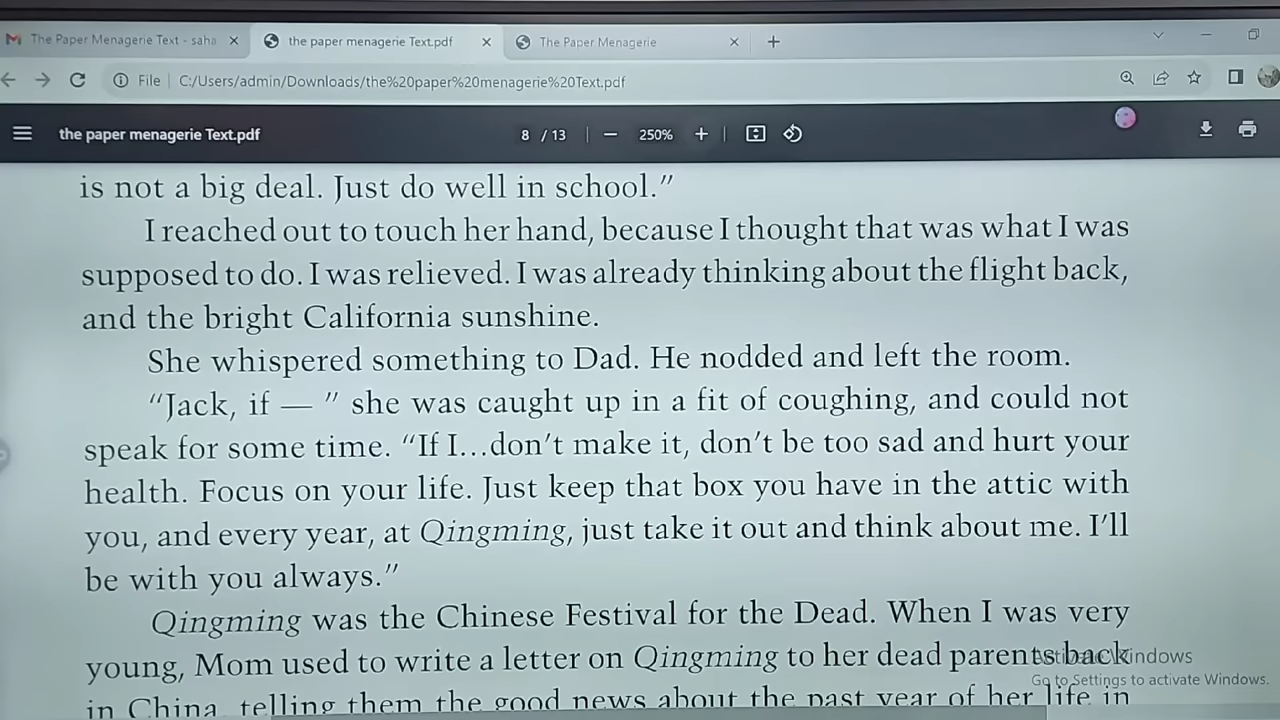 The Paper Menagerie Text - saha
the paper menagerie Text.pdf
The Paper Menagerie
File
C:/Users/admin/Downloads/the%20paper%20menagerie%20Text.pdf
the paper menagerie Text.pdf
8 / 13
250%
is not a big deal. Just do well in school.”
I reached out to touch her hand, because I thought that was what I was
supposed to do. I was relieved. I was already thinking about the flight back,
and the bright California sunshine.
She whispered something to Dad. He nodded and left the room.
“Jack, if — ” she was caught up in a fit of coughing, and could not
speak for some time. “If I…don’t make it, don’t be too sad and hurt your
health. Focus on your life. Just keep that box you have in the attic with
you, and every year, at Qingming, just take it out and think about me. I’ll
be with you always.”
Qingming was the Chinese Festival for the Dead. When I was very
young, Mom used to write a letter on Qingming to her dead parents back
in China, telling them the good news about the past year of her life in
Activate Windows
Go to Settings to activate Windows.